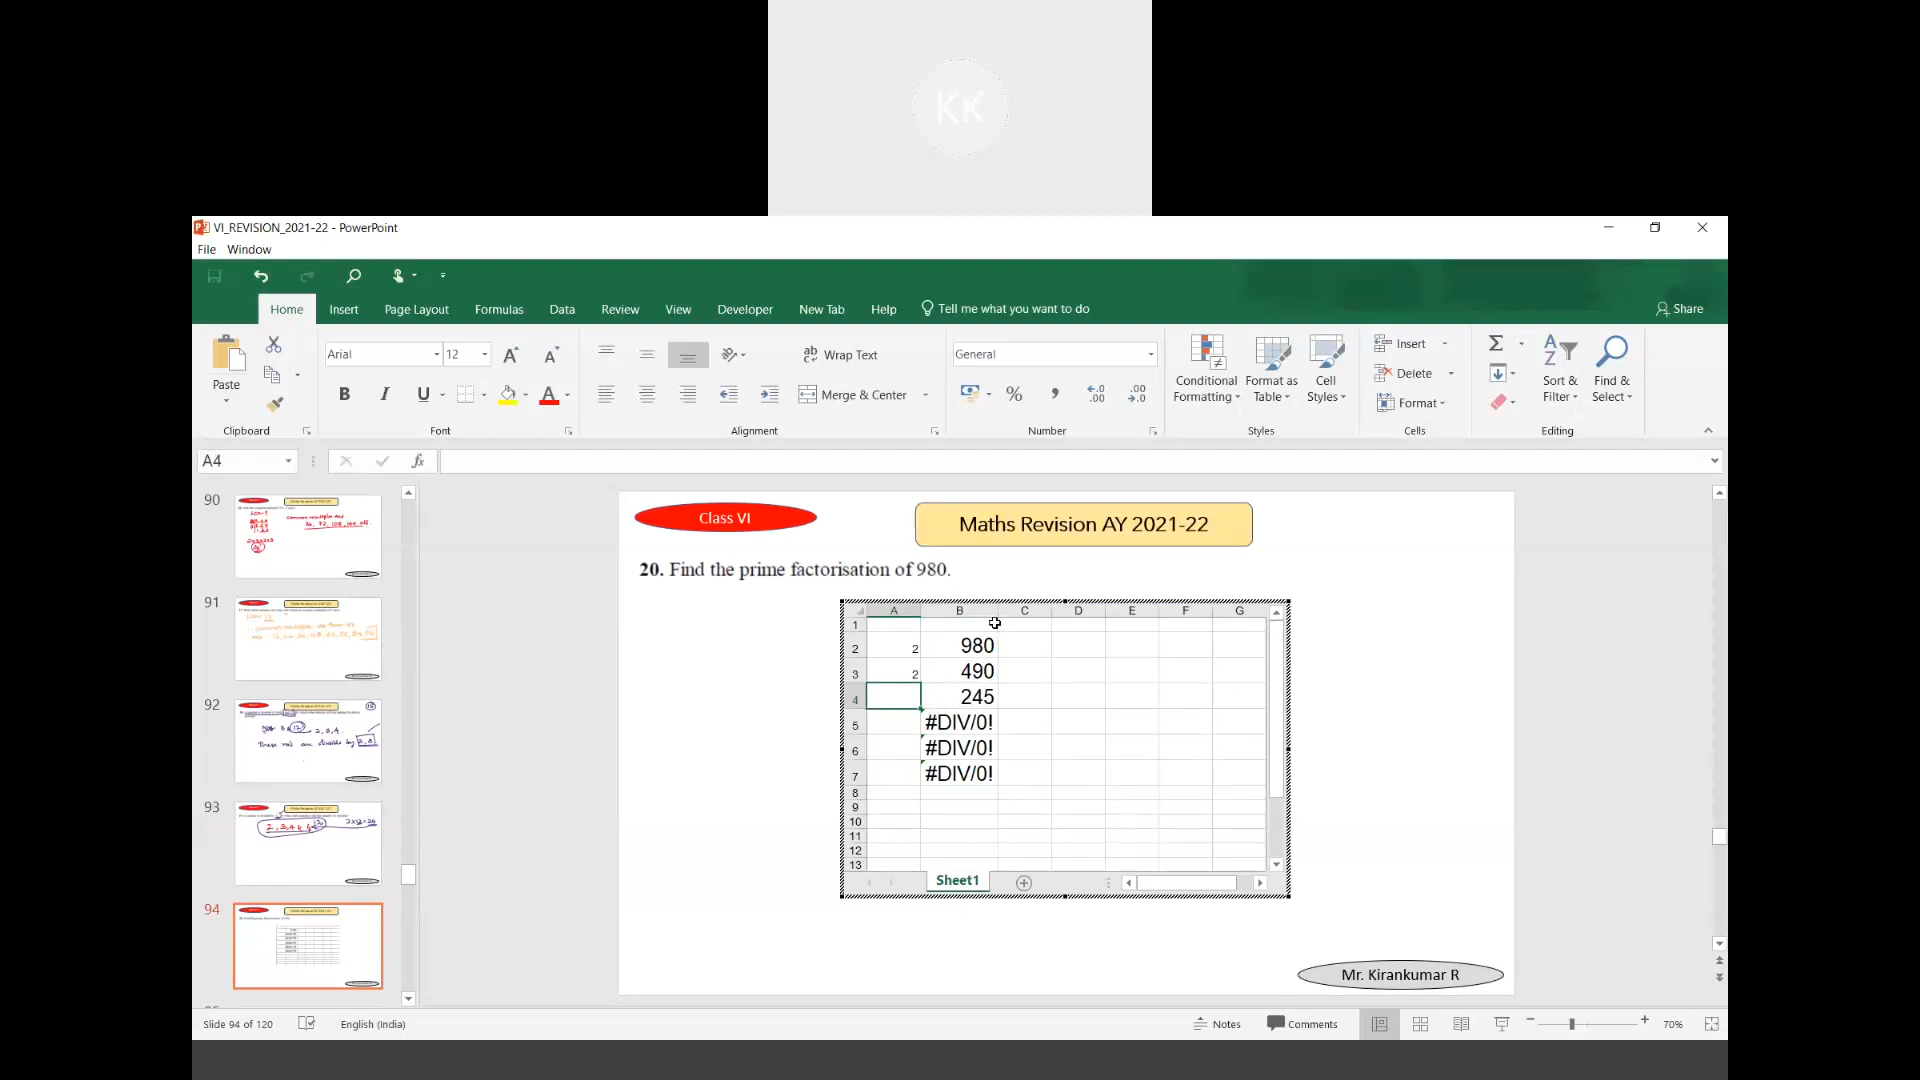 KK
VI_REVISION_2021-22 - PowerPoint
File Window
Home Insert Page Layout Formulas Data Review View Developer New Tab Help Tell me what you want to do Share
Paste
Arial 12
Wrap Text
General
Merge & Center
Conditional Formatting
Format as Table
Cell Styles
Insert
Delete
Format
Sort & Filter
Find & Select
Clipboard Font Alignment Number Styles Cells Editing
A4 fx
90
91
92
93
94
Class VI
Maths Revision AY 2021-22
20. Find the prime factorisation of 980.
A B C D E F G
1
2 2 980
3 2 490
4 245
5 #DIV/0!
6 #DIV/0!
7 #DIV/0!
8
9
10
11
12
13
Sheet1
Mr. Kirankumar R
Slide 94 of 120 English (India) Notes Comments 70%